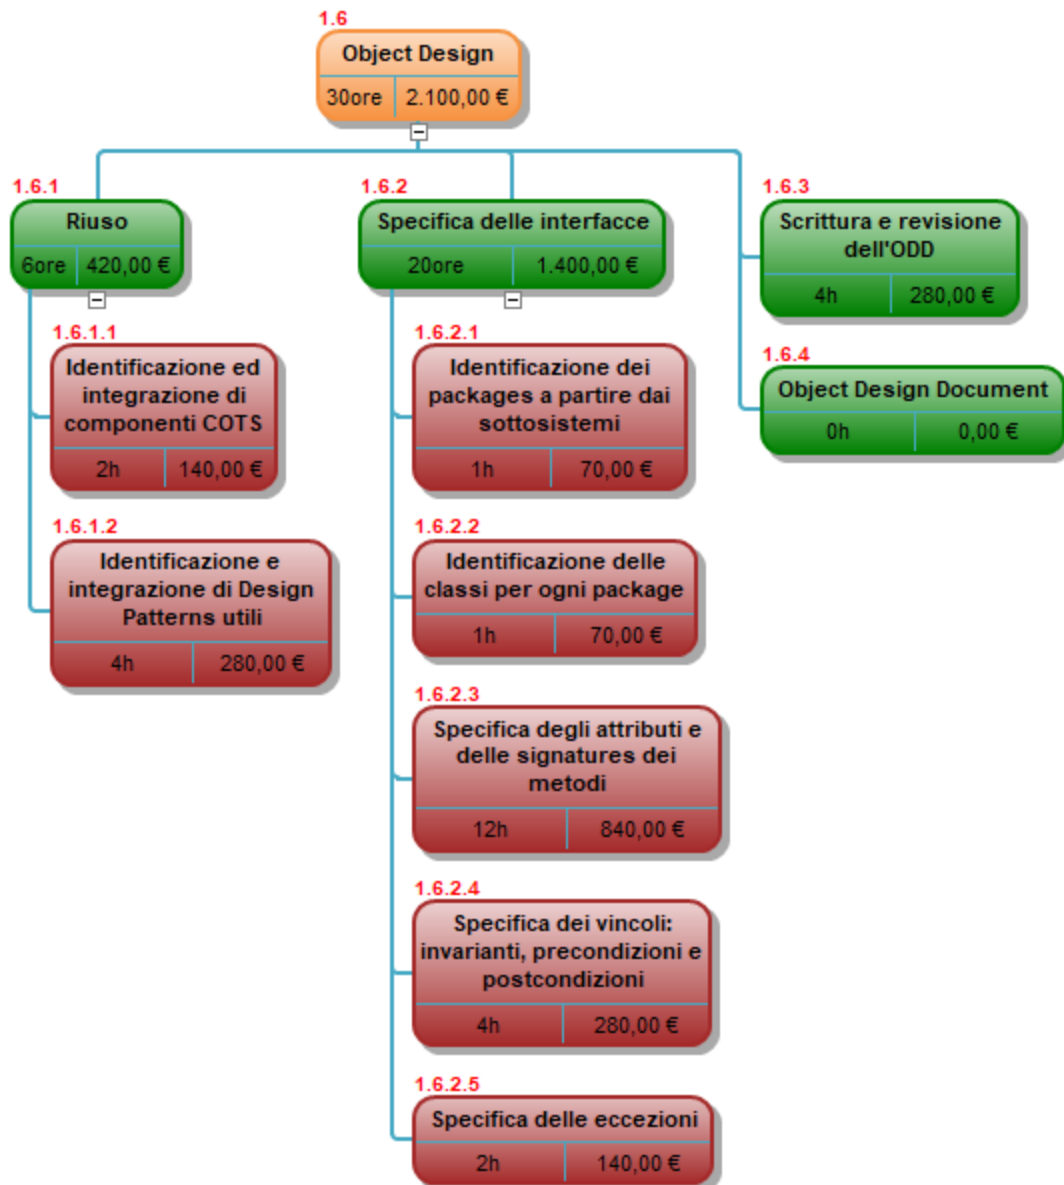 1.6
Object Design
30ore 2.100,00 €
1.6.1
Riuso
6ore 420,00 €
1.6.1.1
Identificazione ed
integrazione di
componenti COTS
2h 140,00 €
1.6.1.2
Identificazione e
integrazione di Design
Patterns utili
4h 280,00 €
1.6.2
Specifica delle interfacce
20ore 1.400,00 €
1.6.2.1
Identificazione dei
packages a partire dai
sottosistemi
1h 70,00 €
1.6.2.2
Identificazione delle
classi per ogni package
1h 70,00 €
1.6.2.3
Specifica degli attributi e
delle signatures dei
metodi
12h 840,00 €
1.6.2.4
Specifica dei vincoli:
invarianti, precondizioni e
postcondizioni
4h 280,00 €
1.6.2.5
Specifica delle eccezioni
2h 140,00 €
1.6.3
Scrittura e revisione
dell'ODD
4h 280,00 €
1.6.4
Object Design Document
0h 0,00 €